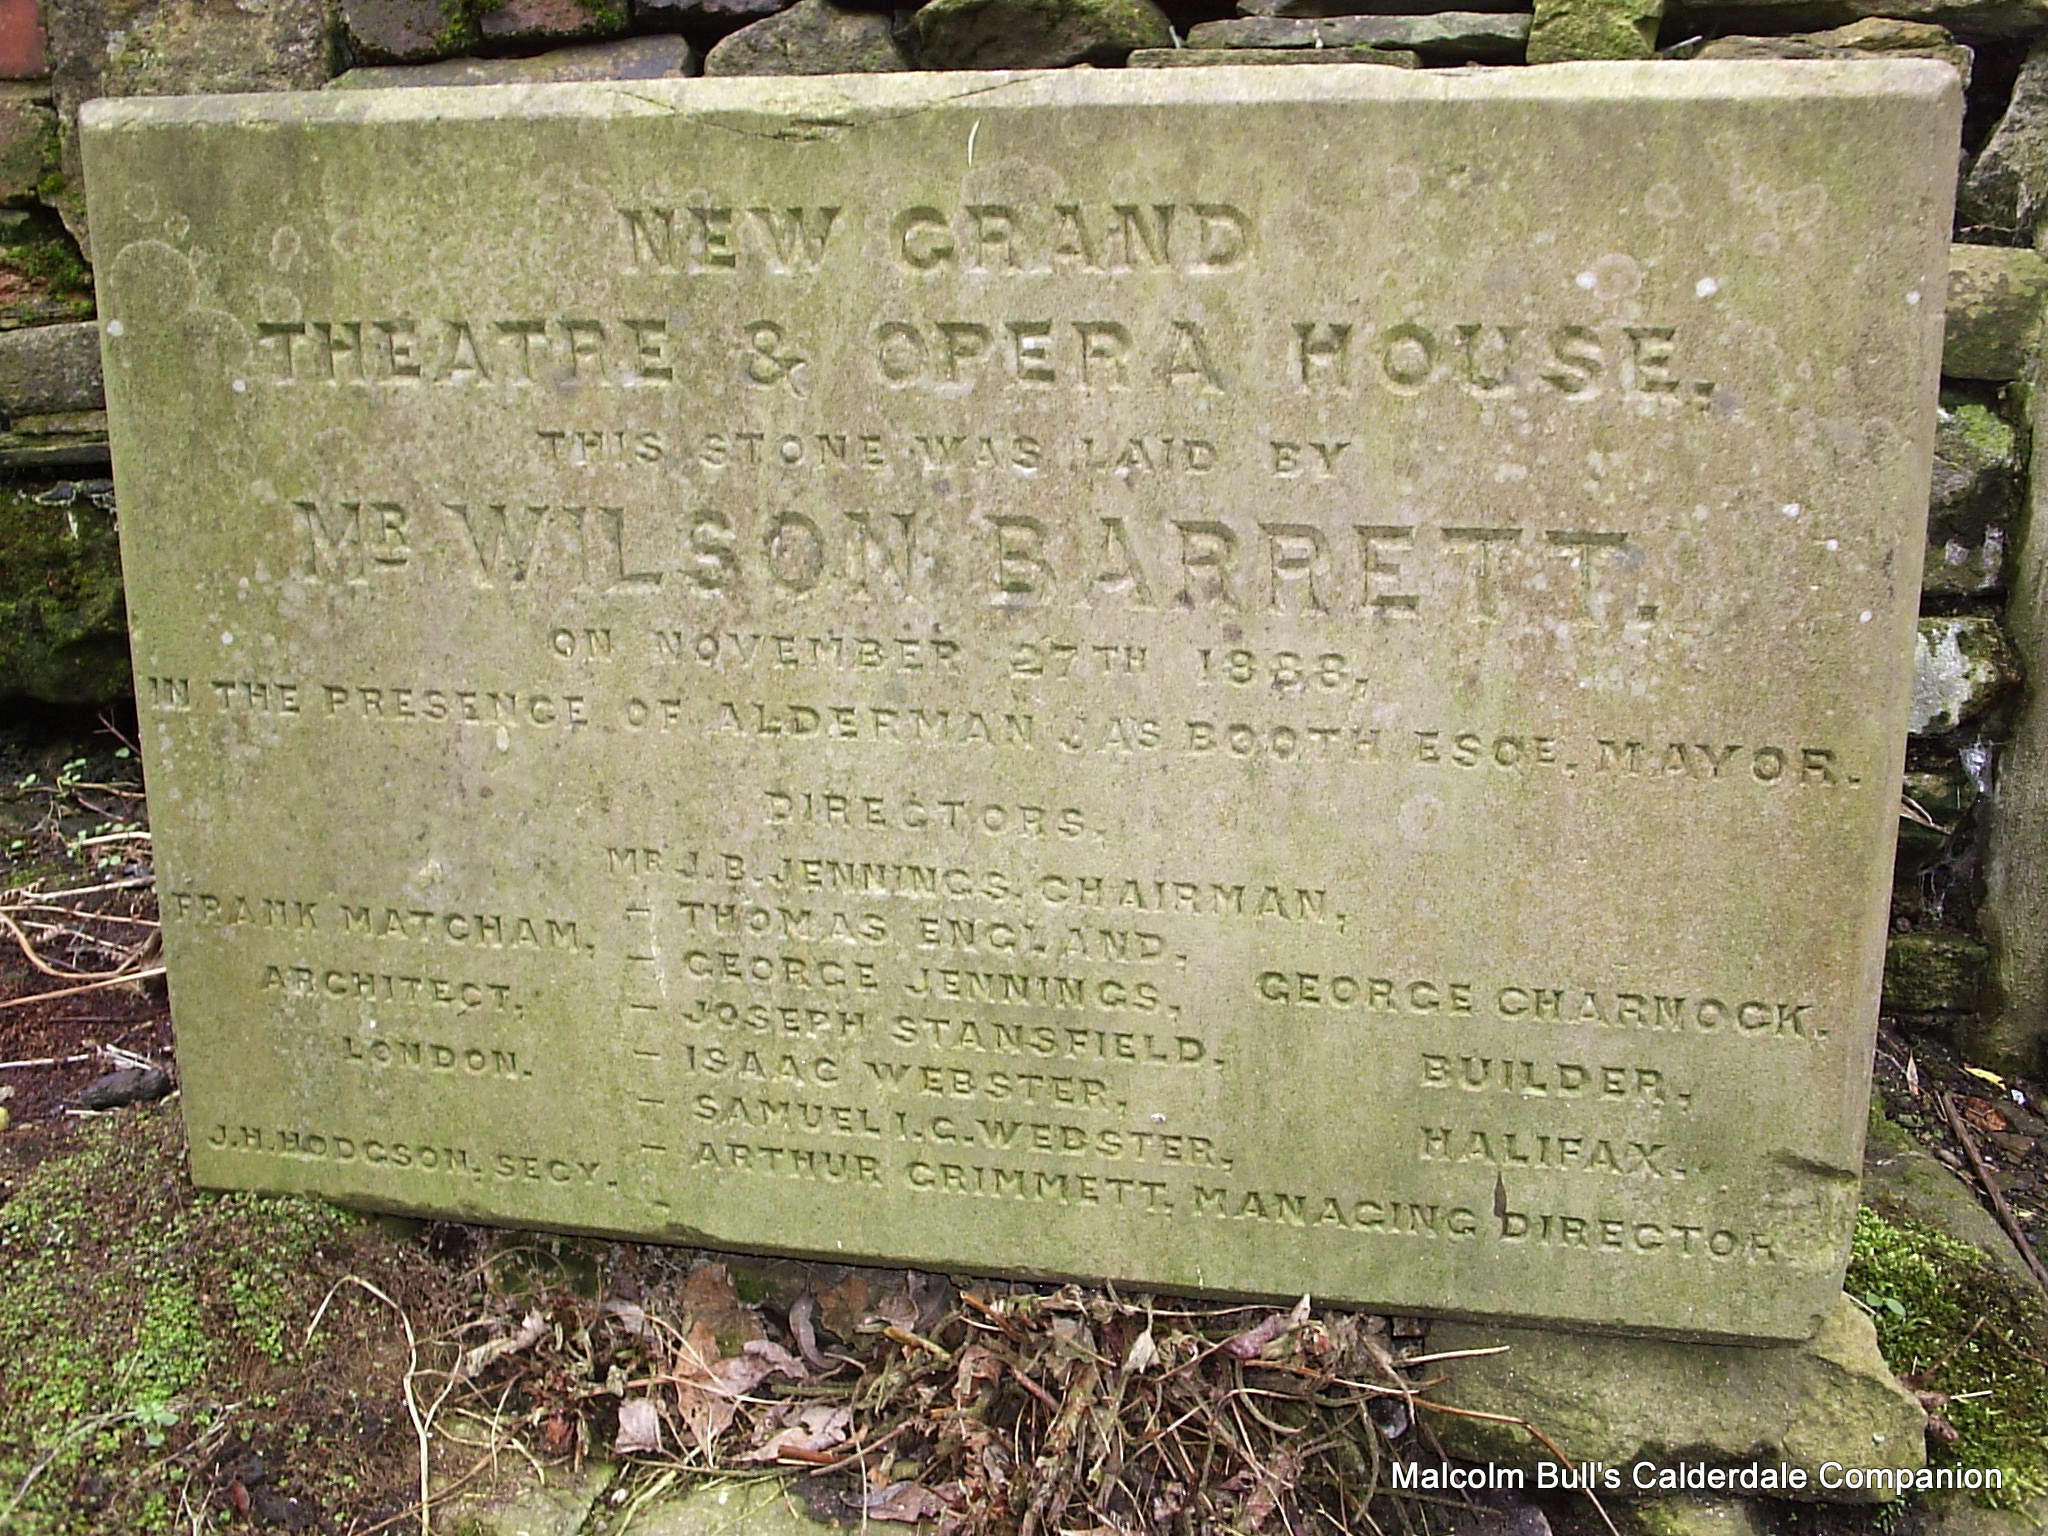 NEW GRAND
THEATRE & OPERA HOUSE,
THIS STONE WAS LAID BY
MR WILSON BARRETT.
ON NOVEMBER 27TH 1888,
IN THE PRESENCE OF ALDERMAN JAS BOOTH ESQE, MAYOR.
DIRECTORS,
MR J.B. JENNINGS, CHAIRMAN,
- THOMAS ENGLAND,
- GEORGE JENNINGS,
- JOSEPH STANSFIELD,
- ISAAC WEBSTER,
- SAMUEL I.G. WEBSTER,
- ARTHUR GRIMMETT, MANAGING DIRECTOR
FRANK MATCHAM,
ARCHITECT,
LONDON.
J.H. HODGSON, SECY.
GEORGE CHARNOCK,
BUILDER,
HALIFAX.
Malcolm Bull's Calderdale Companion